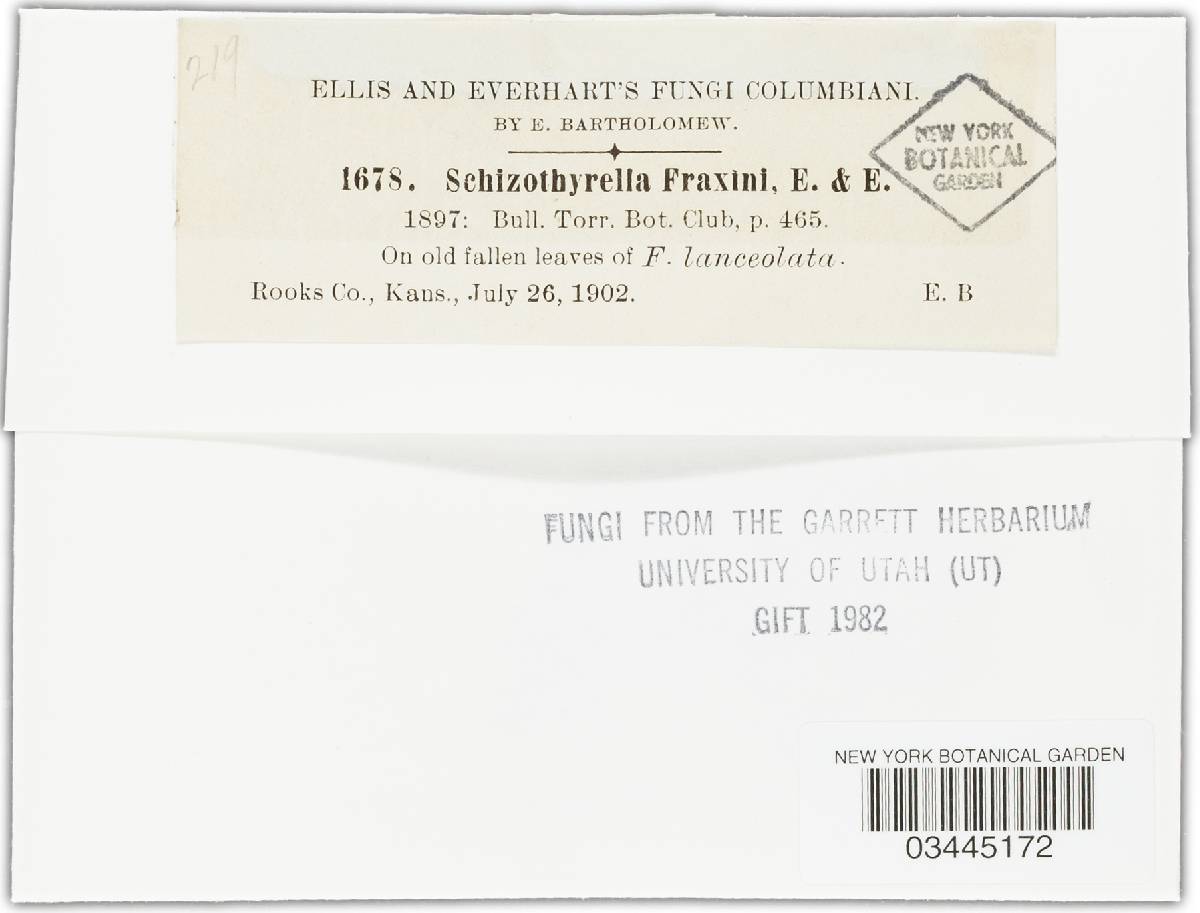 219
ELLIS AND EVERHART'S FUNGI COLUMBIANI.
BY E. BARTHOLOMEW.
1678. Schizothyrella Fraxini, E. & E.
1897: Bull. Torr. Bot. Club, p. 465.
On old fallen leaves of F. lanceolata.
Rooks Co., Kans., July 26, 1902. E. B
NEW YORK
BOTANICAL
GARDEN
FUNGI FROM THE GARRETT HERBARIUM
UNIVERSITY OF UTAH (UT)
GIFT 1982
NEW YORK BOTANICAL GARDEN
03445172